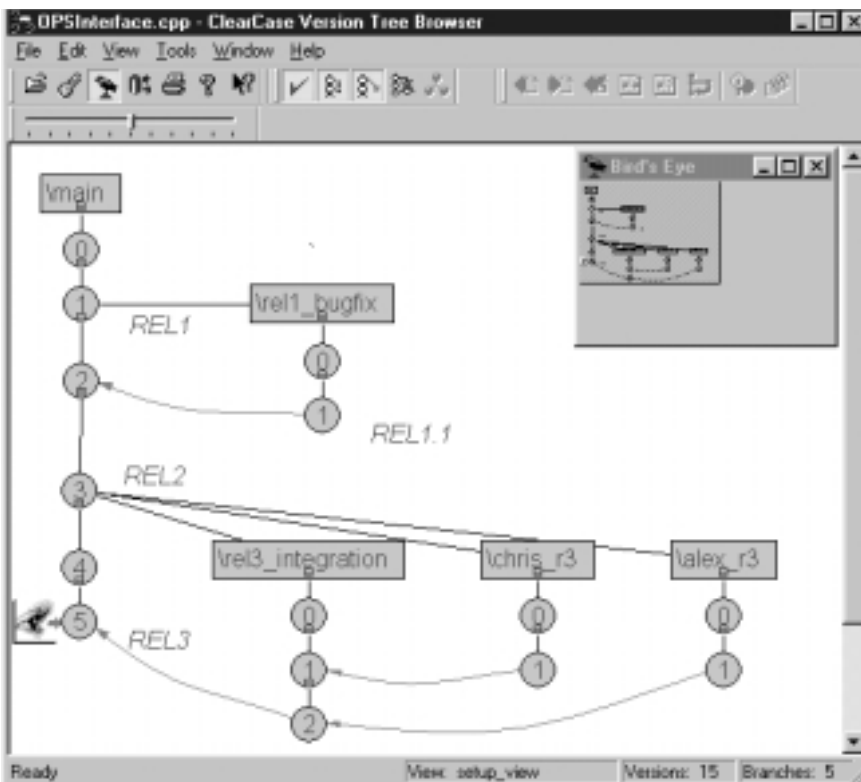 OPSInterface.cpp - ClearCase Version Tree Browser
File Edit View Tools Window Help
\main
Bird's Eye
0
1
REL1
\rel1_bugfix
0
2
1
REL1.1
3
REL2
\rel3_integration
\chris_r3
\alex_r3
4
0
0
0
5
REL3
1
1
1
2
Ready
View: setup_view
Versions: 15
Branches: 5